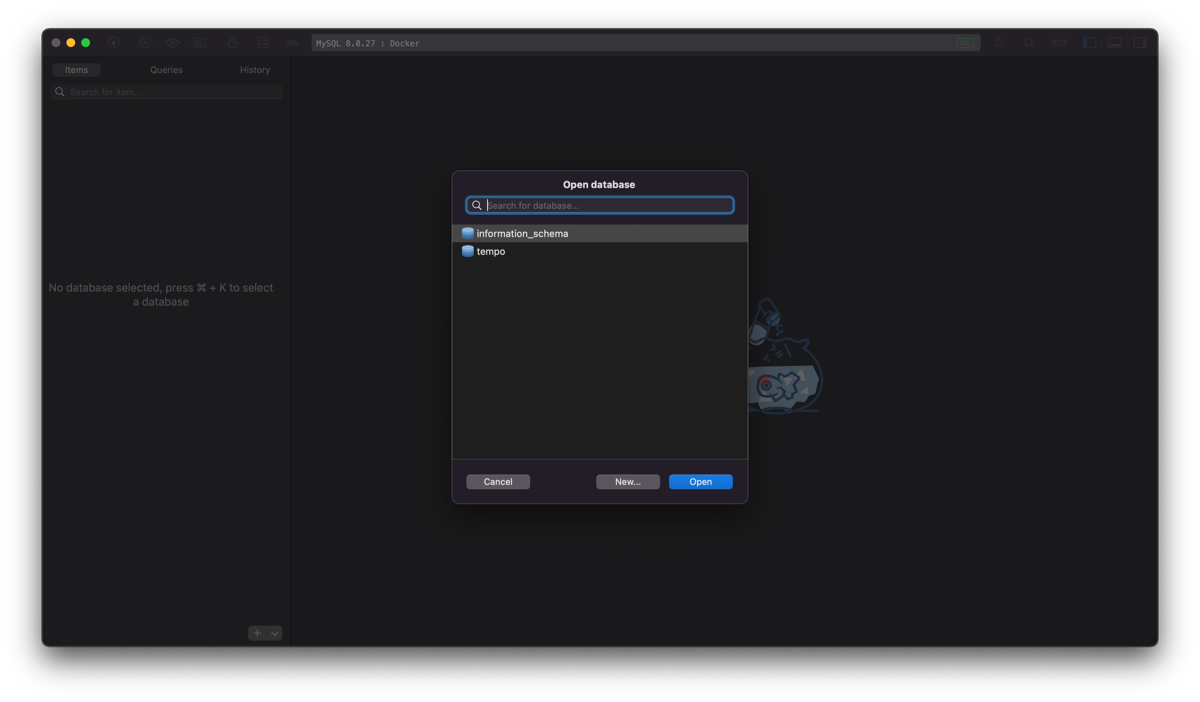 SQL
MySQL 8.0.27 : Docker
Items
Queries
History
Search for item...
No database selected, press ⌘ + K to select
a database
Open database
Search for database...
information_schema
tempo
Cancel
New...
Open